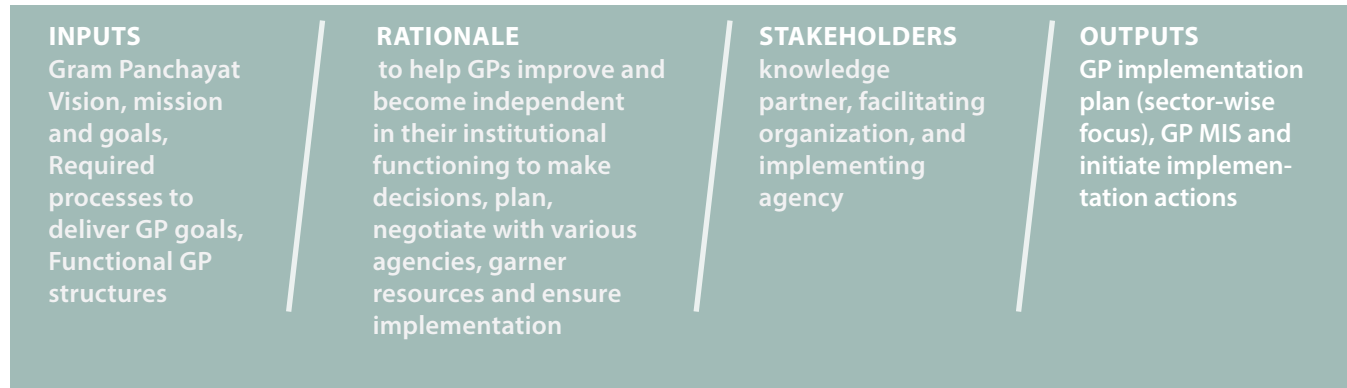 INPUTS
Gram Panchayat
Vision, mission
and goals,
Required
processes to
deliver GP goals,
Functional GP
structures
RATIONALE
to help GPs improve and
become independent
in their institutional
functioning to make
decisions, plan,
negotiate with various
agencies, garner
resources and ensure
implementation
STAKEHOLDERS
knowledge
partner, facilitating
organization, and
implementing
agency
OUTPUTS
GP implementation
plan (sector-wise
focus), GP MIS and
initiate implemen-
tation actions